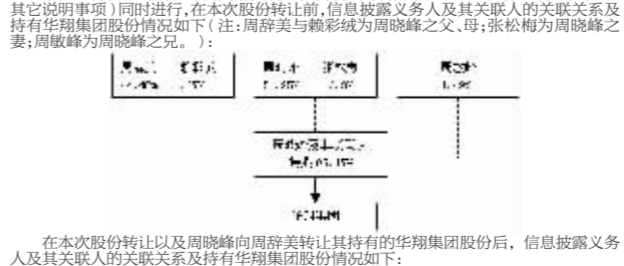 其它说明事项)同时进行,在本次股份转让前,信息披露义务人及其关联人的关联关系及
持有华翔集团股份情况如下(注:周辞美与赖彩绒为周晓峰之父、母;张松梅为周晓峰之
妻;周敏峰为周晓峰之兄。):
在本次股份转让以及周晓峰向周辞美转让其持有的华翔集团股份后，信息披露义务
人及其关联人的关联关系及持有华翔集团股份情况如下: